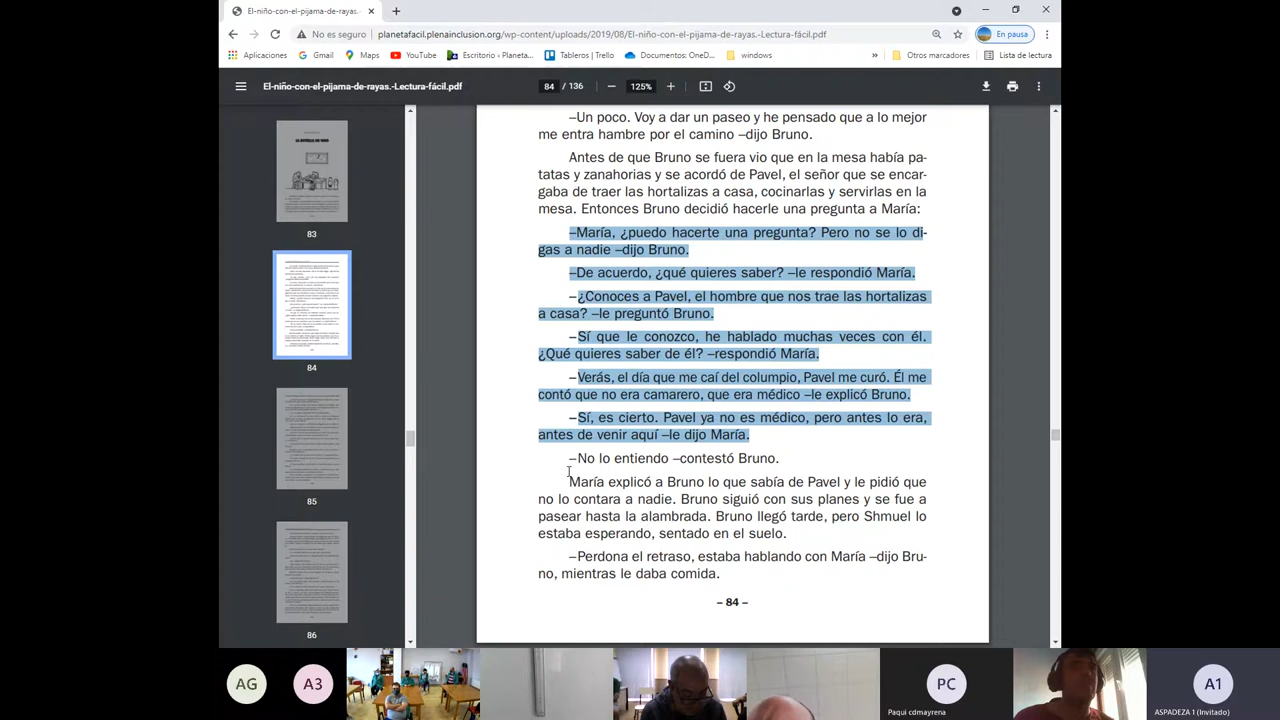 El-niño-con-el-pijama-de-rayas.-Le
En pausa
No es seguro
planetafacil.plenainclusion.org/wp-content/uploads/2019/08/El-niño-con-el-pijama-de-rayas.-Lectura-fácil.pdf
Aplicaciones
Gmail
Maps
YouTube
Escritorio ‹ Planeta...
Tableros | Trello
Documentos: OneD...
windows
»
Otros marcadores
Lista de lectura
El-niño-con-el-pijama-de-rayas.-Lectura-fácil.pdf
84 / 136
125%
83
84
85
86
–Un poco. Voy a dar un paseo y he pensado que a lo mejor
me entra hambre por el camino –dijo Bruno.
Antes de que Bruno se fuera vio que en la mesa había pa-
tatas y zanahorias y se acordó de Pavel, el señor que se encar-
gaba de traer las hortalizas a casa, cocinarlas y servirlas en la
mesa. Entonces Bruno decidió hacerle una pregunta a María:
–María, ¿puedo hacerte una pregunta? Pero no se lo di-
gas a nadie –dijo Bruno.
–De acuerdo, ¿qué quieres saber? –le respondió María.
–¿Conoces a Pavel, el hombre que nos trae las hortalizas
a casa? –le preguntó Bruno.
–Sí que le conozco, he hablado muchas veces con él.
¿Qué quieres saber de él? –respondió María.
–Verás, el día que me caí del columpio, Pavel me curó. Él me
contó que no era camarero, que era médico –le explicó Bruno.
–Sí, es cierto. Pavel ya no es médico, pero antes lo era,
antes de venir aquí –le dijo María.
–No lo entiendo –contestó Bruno.
María explicó a Bruno lo que sabía de Pavel y le pidió que
no lo contara a nadie. Bruno siguió con sus planes y se fue a
pasear hasta la alambrada. Bruno llegó tarde, pero Shmuel lo
estaba esperando sentado en el suelo.
–Perdona el retraso, estaba hablando con María –dijo Bru-
no mientras le daba comida.
– 84 –
AG
A3
PC
Paqui cdmayrena
A1
ASPADEZA 1 (Invitado)